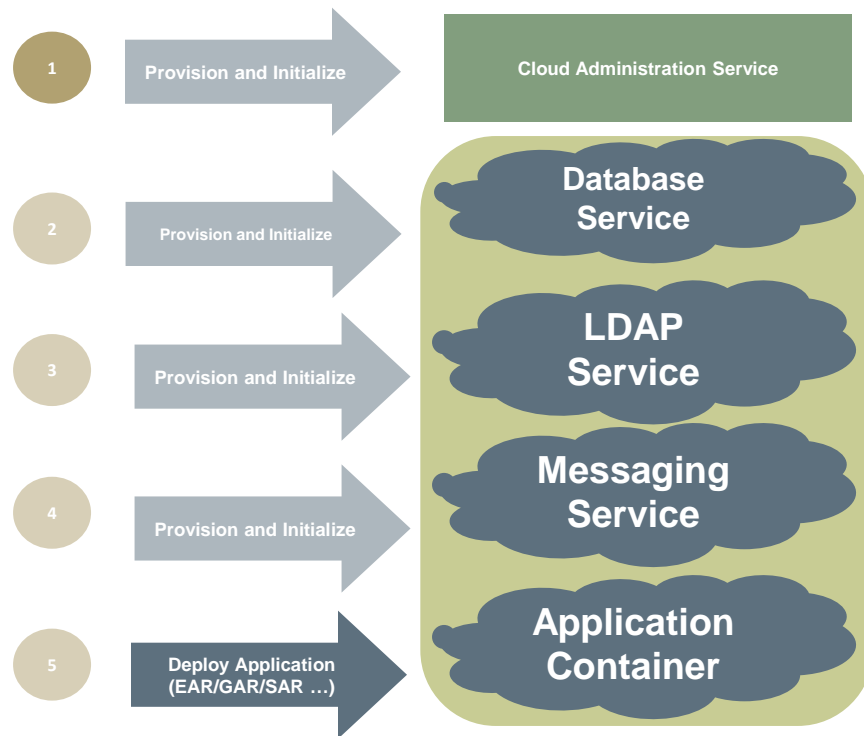 1
Provision and Initialize
Cloud Administration Service
2
Provision and Initialize
Database
Service
3
Provision and Initialize
LDAP
Service
4
Provision and Initialize
Messaging
Service
5
Deploy Application
(EAR/GAR/SAR ...)
Application
Container